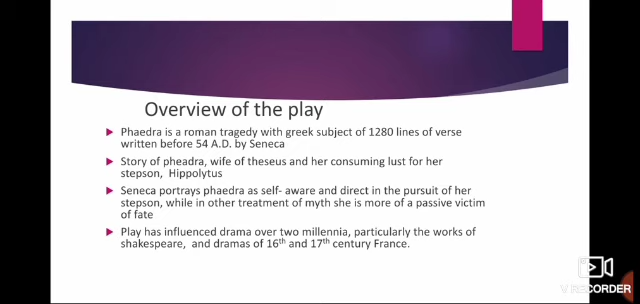 Overview of the play
Phaedra is a roman tragedy with greek subject of 1280 lines of verse
written before 54 A.D. by Seneca
Story of pheadra, wife of theseus and her consuming lust for her
stepson, Hippolytus
Seneca portrays phaedra as self- aware and direct in the pursuit of her
stepson, while in other treatment of myth she is more of a passive victim
of fate
Play has influenced drama over two millennia, particularly the works of
shakespeare, and dramas of 16th and 17th century France.
V.RECORDER